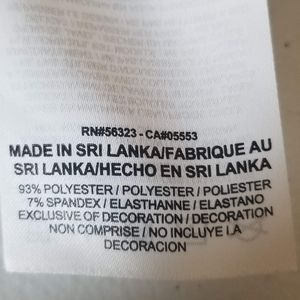 RN#56323 - CA#05553
MADE IN SRI LANKA/FABRIQUE AU
SRI LANKA/HECHO EN SRI LANKA
93% POLYESTER / POLYESTER / POLIESTER
7% SPANDEX / ELASTHANNE / ELASTANO
EXCLUSIVE OF DECORATION / DECORATION
NON COMPRISE / NO INCLUYE LA
DECORACION